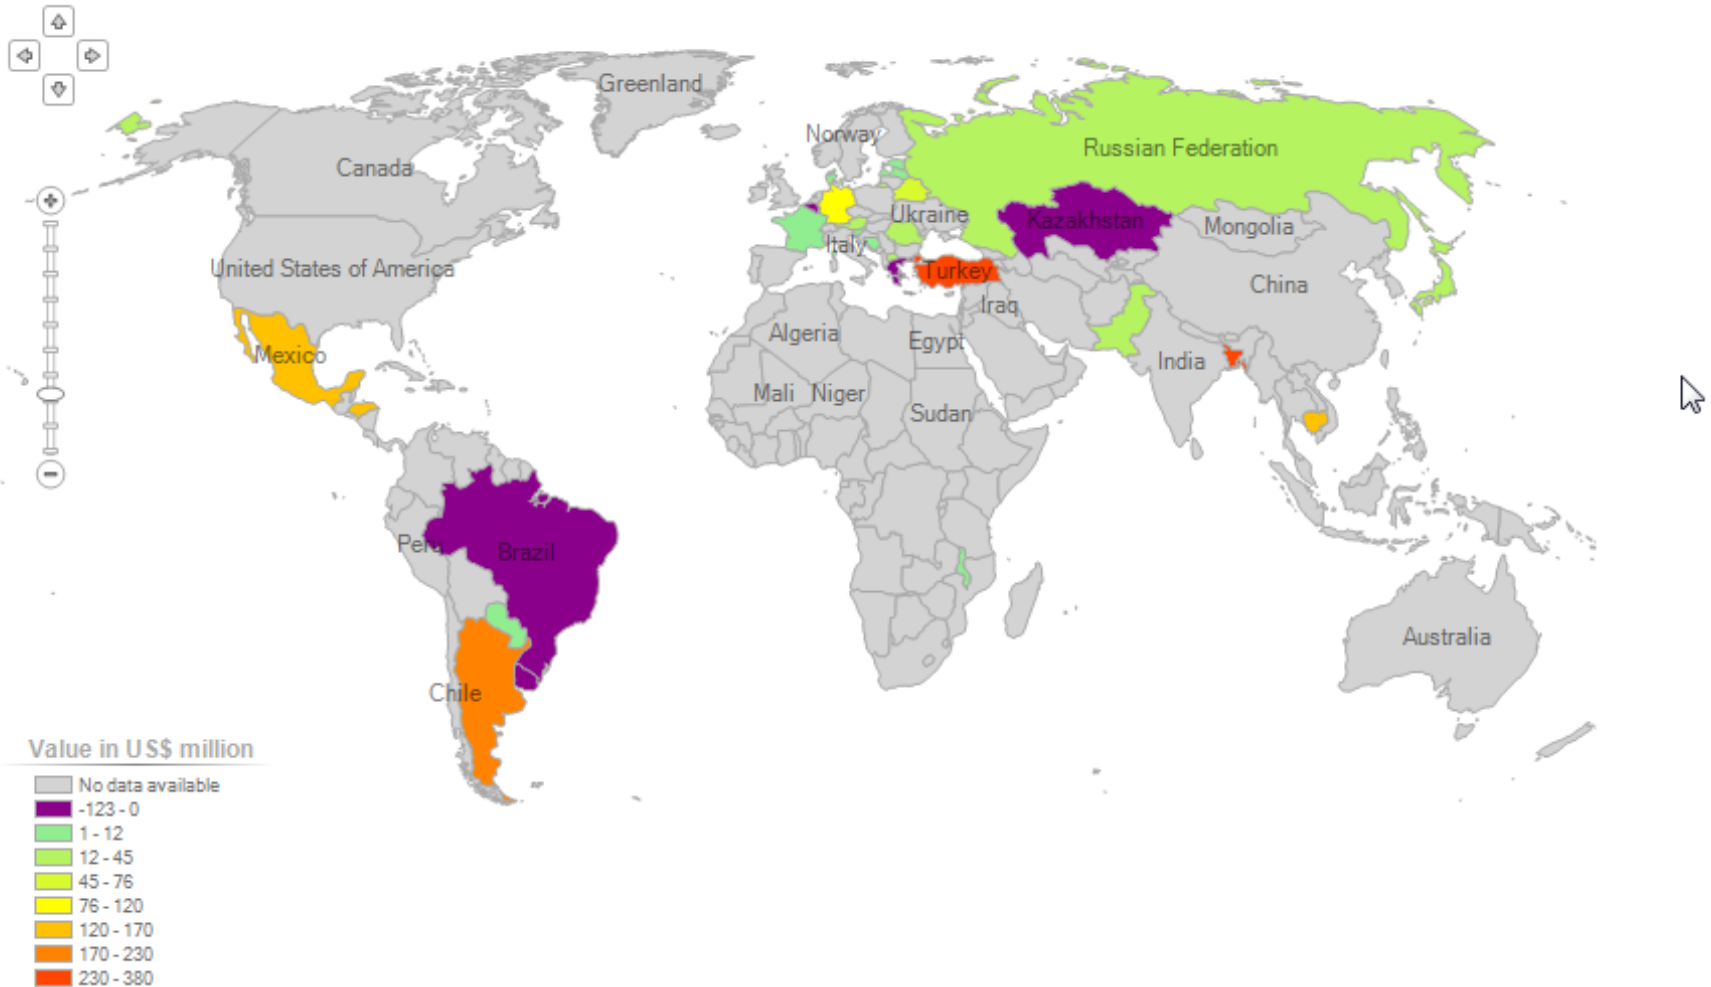 Greenland
Norway
Russian Federation
Canada
Ukraine
Kazakhstan
Mongolia
Italy
United States of America
Turkey
China
Iraq
Algeria
Egypt
Mexico
India
Mali
Niger
Sudan
Peru
Brazil
Australia
Chile
Value in US$ million
No data available
-123 - 0
1 - 12
12 - 45
45 - 76
76 - 120
120 - 170
170 - 230
230 - 380